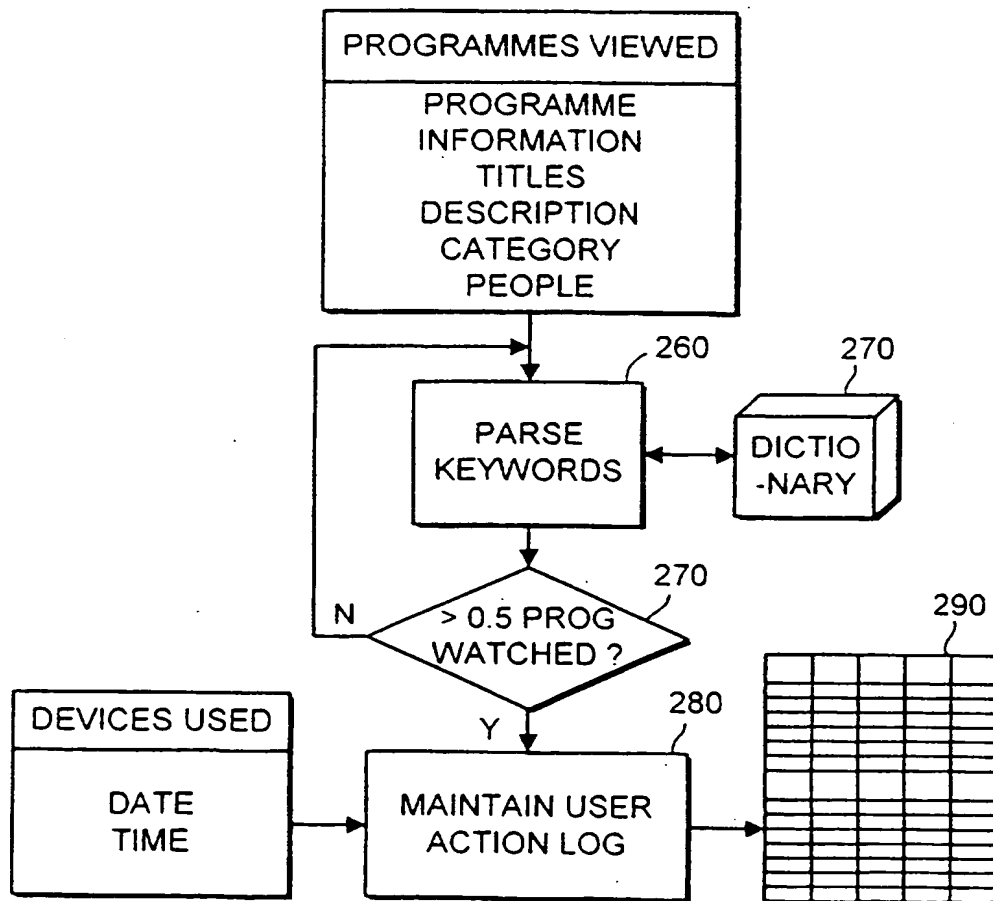 PROGRAMMES VIEWED
PROGRAMME
INFORMATION
TITLES
DESCRIPTION
CATEGORY
PEOPLE
260
270
PARSE
KEYWORDS
DICTIO
-NARY
270
N
> 0.5 PROG
WATCHED ?
290
Y
280
DEVICES USED
DATE
TIME
MAINTAIN USER
ACTION LOG